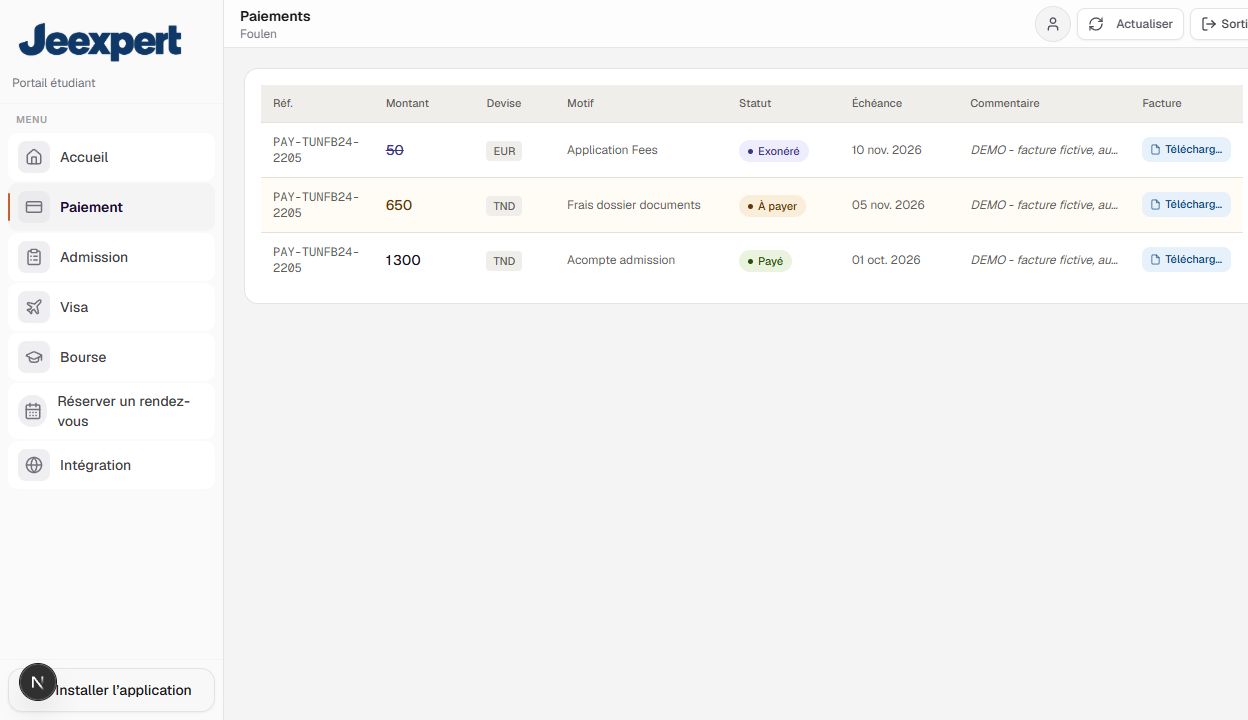 Jeexpert
Portail étudiant
MENU
Accueil
Paiement
Admission
Visa
Bourse
Réserver un rendez-
vous
Intégration
N
Installer l’application
Paiements
Foulen
Actualiser
Sorti
Réf. Montant Devise Motif Statut Échéance Commentaire Facture
PAY-TUNFB24-
2205
50 EUR Application Fees Exonéré 10 nov. 2026 DEMO - facture fictive, au… Télécharg…
PAY-TUNFB24-
2205
650 TND Frais dossier documents À payer 05 nov. 2026 DEMO - facture fictive, au… Télécharg…
PAY-TUNFB24-
2205
1300 TND Acompte admission Payé 01 oct. 2026 DEMO - facture fictive, au… Télécharg…